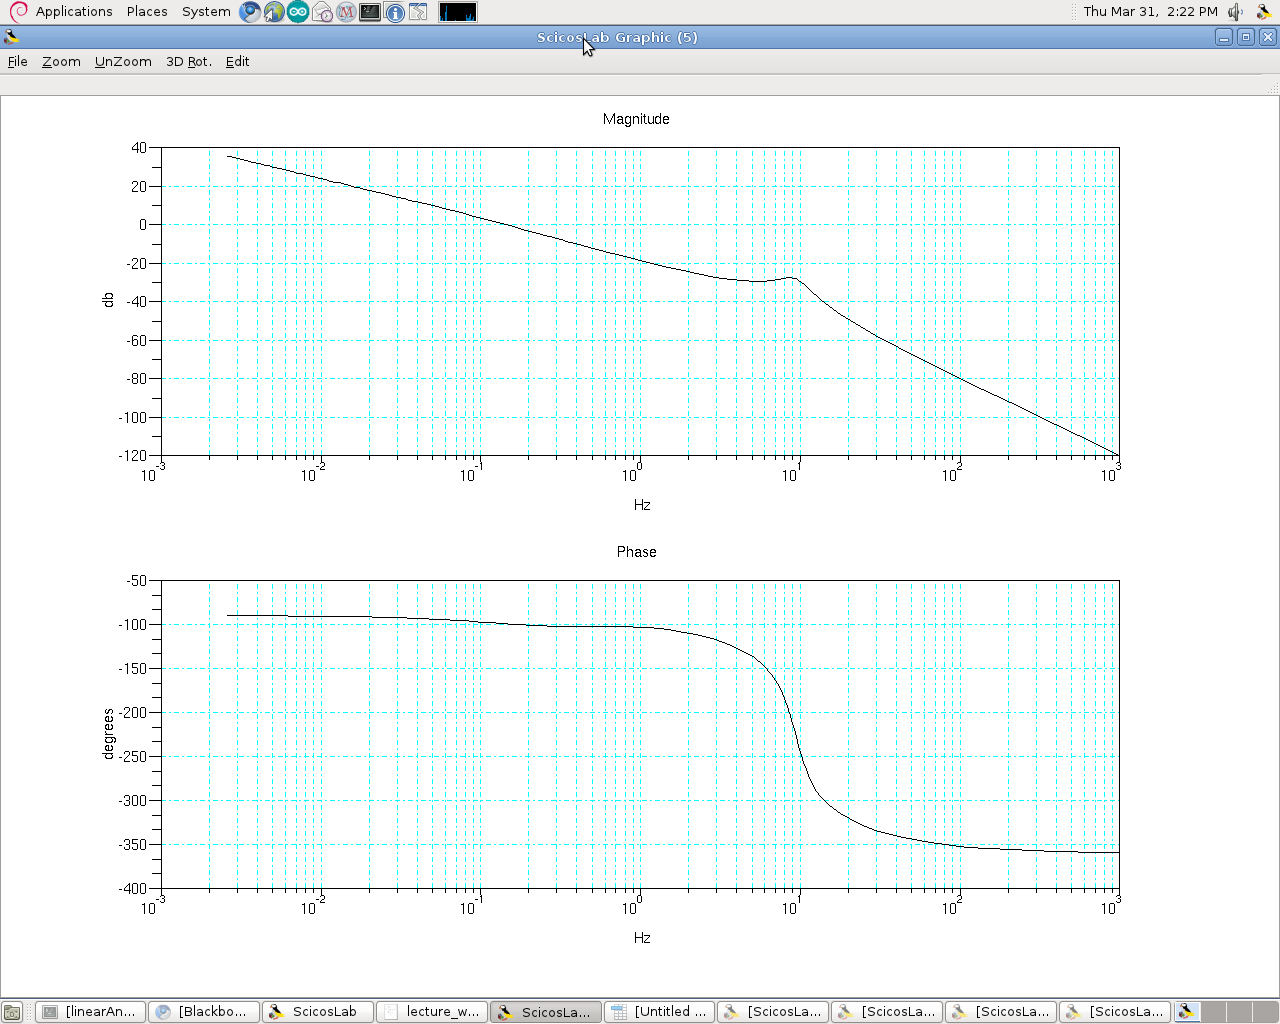 Applications Places System Thu Mar 31, 2:22 PM
ScicosLab Graphic (5)
File Zoom UnZoom 3D Rot. Edit
Magnitude
40
20
0
-20
-40
-60
-80
-100
-120
db
10^-3 10^-2 10^-1 10^0 10^1 10^2 10^3
Hz
Phase
-50
-100
-150
-200
-250
-300
-350
-400
degrees
10^-3 10^-2 10^-1 10^0 10^1 10^2 10^3
Hz
[linearAn... [Blackbo... ScicosLab lecture_w... ScicosLa... [Untitled ... [ScicosLa... [ScicosLa... [ScicosLa... [ScicosLa...